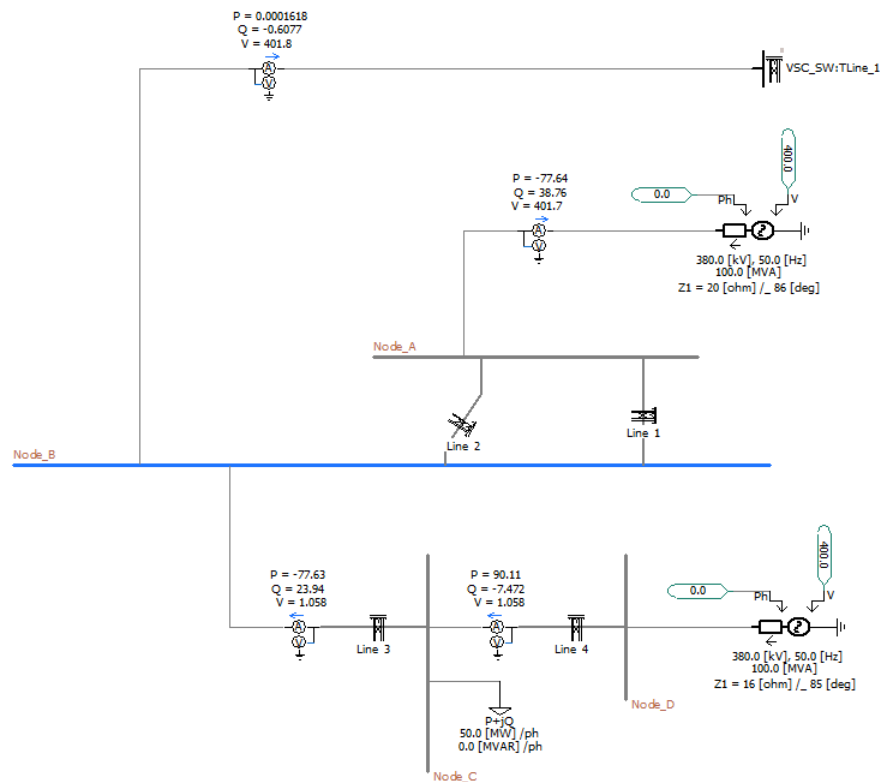 P = 0.0001618
Q = -0.6077
V = 401.8
A
V
VSC_SW:TLine_1
P = -77.64
Q = 38.76
V = 401.7
A
V
0.0
Ph
400.0
V
380.0 [kV], 50.0 [Hz]
100.0 [MVA]
Z1 = 20 [ohm] /_ 86 [deg]
Node_A
Line 2
Line 1
Node_B
P = -77.63
Q = 23.94
V = 1.058
A
V
Line 3
P = 90.11
Q = -7.472
V = 1.058
A
V
Line 4
0.0
Ph
400.0
V
380.0 [kV], 50.0 [Hz]
100.0 [MVA]
Z1 = 16 [ohm] /_ 85 [deg]
P+jQ
50.0 [MW] /ph
0.0 [MVAR] /ph
Node_D
Node_C